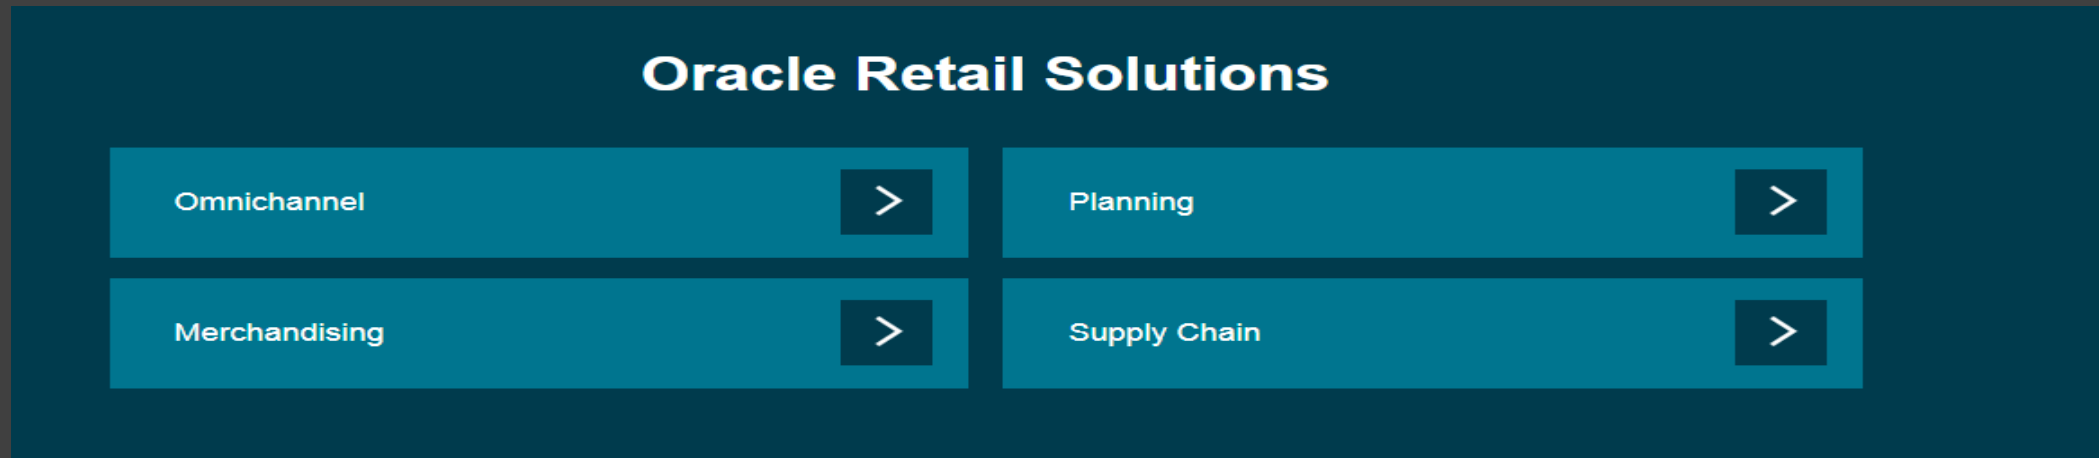 Oracle Retail Solutions
Omnichannel
Planning
Merchandising
Supply Chain